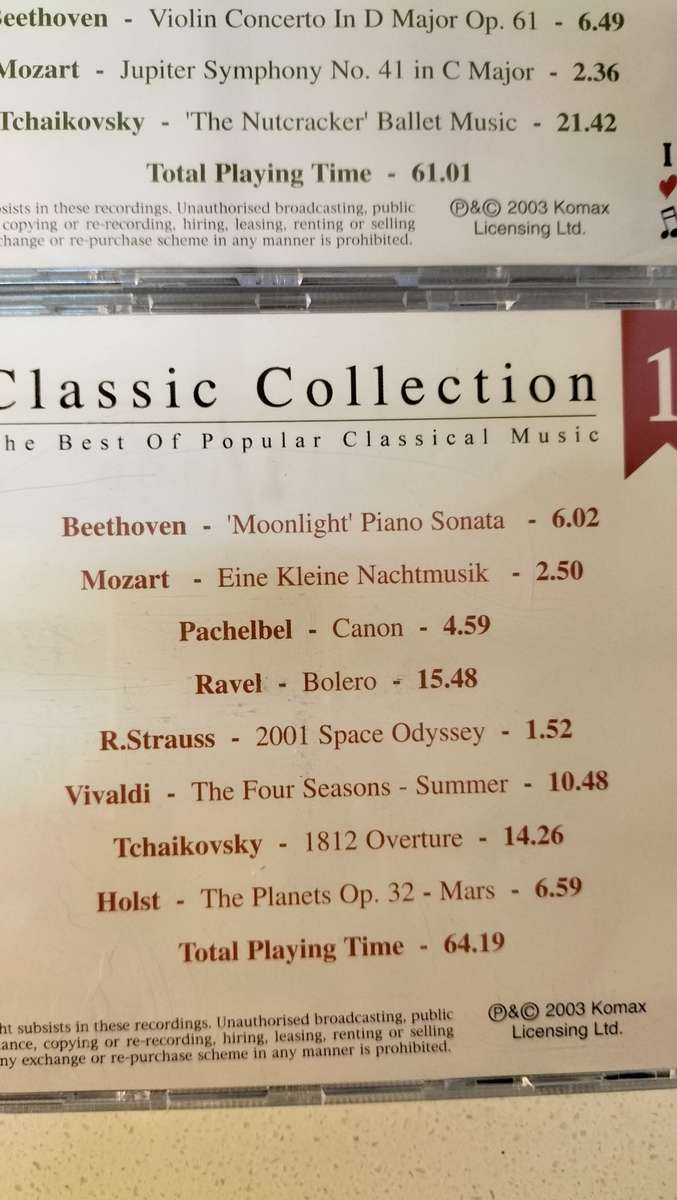 Beethoven - Violin Concerto In D Major Op. 61 - 6.49
Mozart - Jupiter Symphony No. 41 in C Major - 2.36
Tchaikovsky - 'The Nutcracker' Ballet Music - 21.42
Total Playing Time - 61.01
subsists in these recordings. Unauthorised broadcasting, public
copying or re-recording, hiring, leasing, renting or selling
exchange or re-purchase scheme in any manner is prohibited.
Ⓟ&© 2003 Komax
Licensing Ltd.
I
Classic Collection
The Best Of Popular Classical Music
1
Beethoven - 'Moonlight' Piano Sonata - 6.02
Mozart - Eine Kleine Nachtmusik - 2.50
Pachelbel - Canon - 4.59
Ravel - Bolero - 15.48
R.Strauss - 2001 Space Odyssey - 1.52
Vivaldi - The Four Seasons - Summer - 10.48
Tchaikovsky - 1812 Overture - 14.26
Holst - The Planets Op. 32 - Mars - 6.59
Total Playing Time - 64.19
ht subsists in these recordings. Unauthorised broadcasting, public
ance, copying or re-recording, hiring, leasing, renting or selling
ny exchange or re-purchase scheme in any manner is prohibited.
Ⓟ&© 2003 Komax
Licensing Ltd.